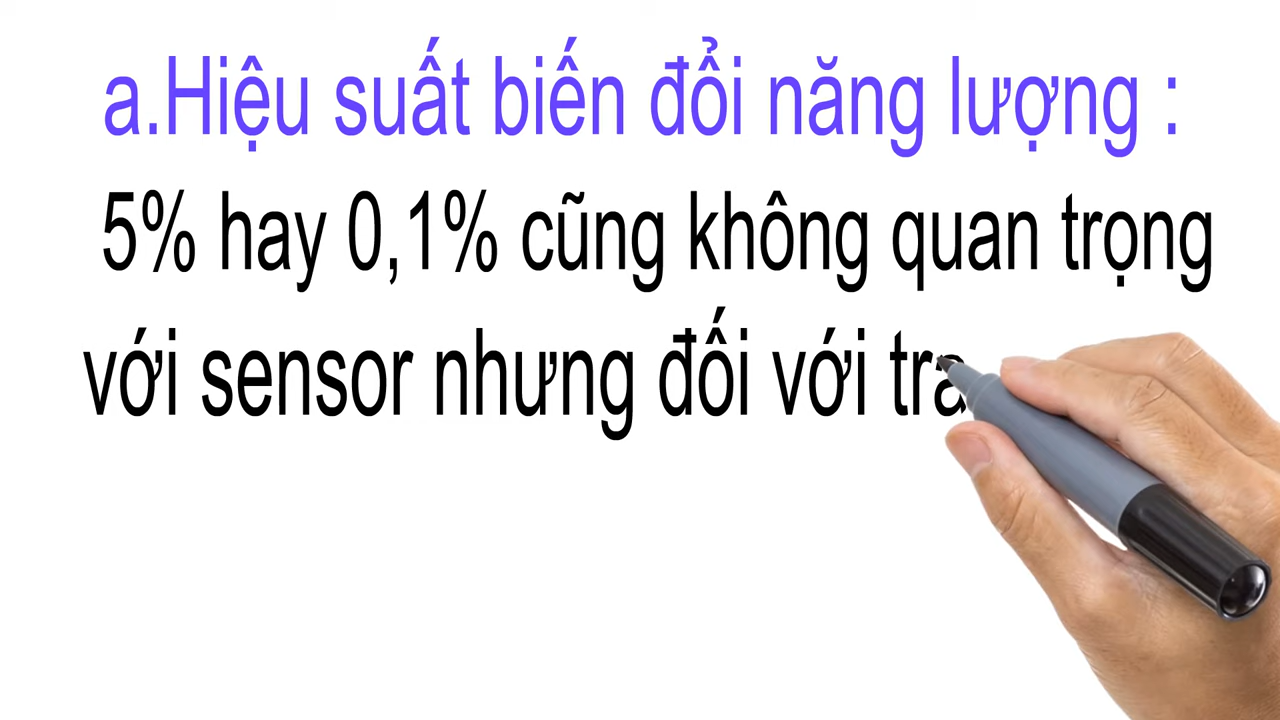 a.Hiệu suất biến đổi năng lượng :
5% hay 0,1% cũng không quan trọng
với sensor nhưng đối với